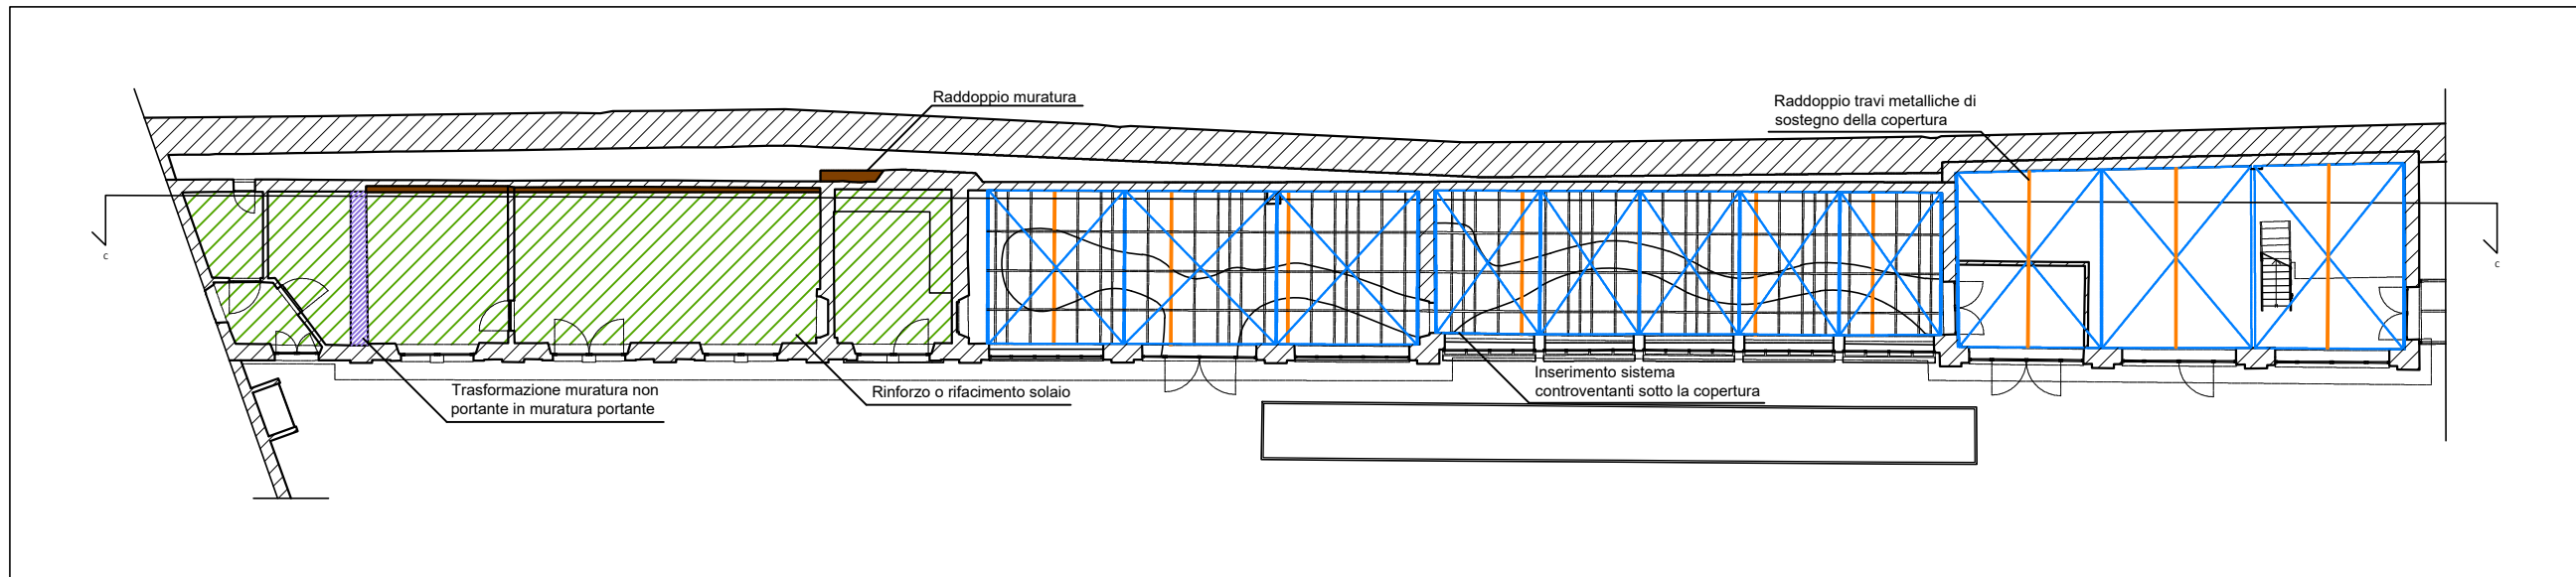 Raddoppio muratura
Raddoppio travi metalliche di
sostegno della copertura
c
c
Trasformazione muratura non
portante in muratura portante
Rinforzo o rifacimento solaio
Inserimento sistema
controventanti sotto la copertura